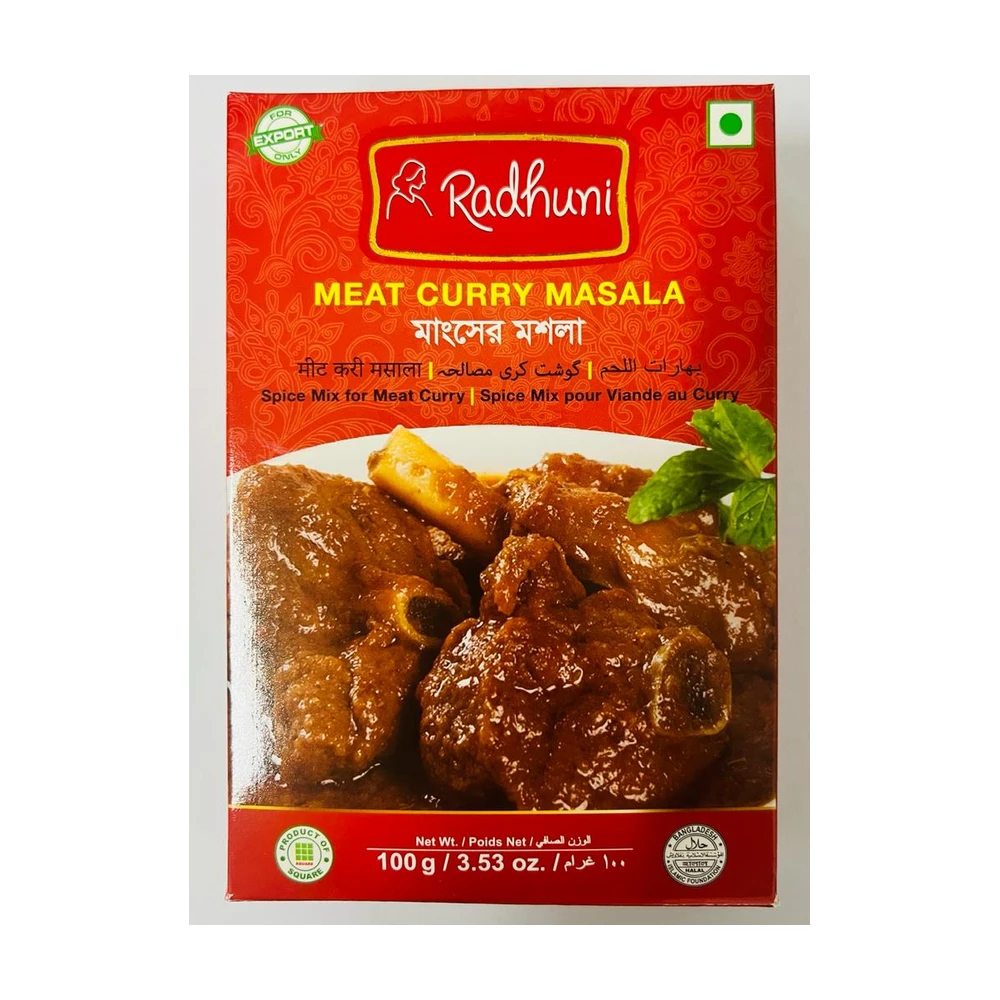 FOR
EXPORT
ONLY
Radhuni
MEAT CURRY MASALA
মাংসের মশলা
मीट करी मसाला | گوشت کری مصالحہ | بهارات اللحم
Spice Mix for Meat Curry | Spice Mix pour Viande au Curry
Net Wt. / Poids Net / الوزن الصافي
100 g / 3.53 oz. / ١٠٠ غرام
PRODUCT OF
SQUARE
SQUARE
BANGLADESH
حلال
হালাল
HALAL
ISLAMIC FOUNDATION